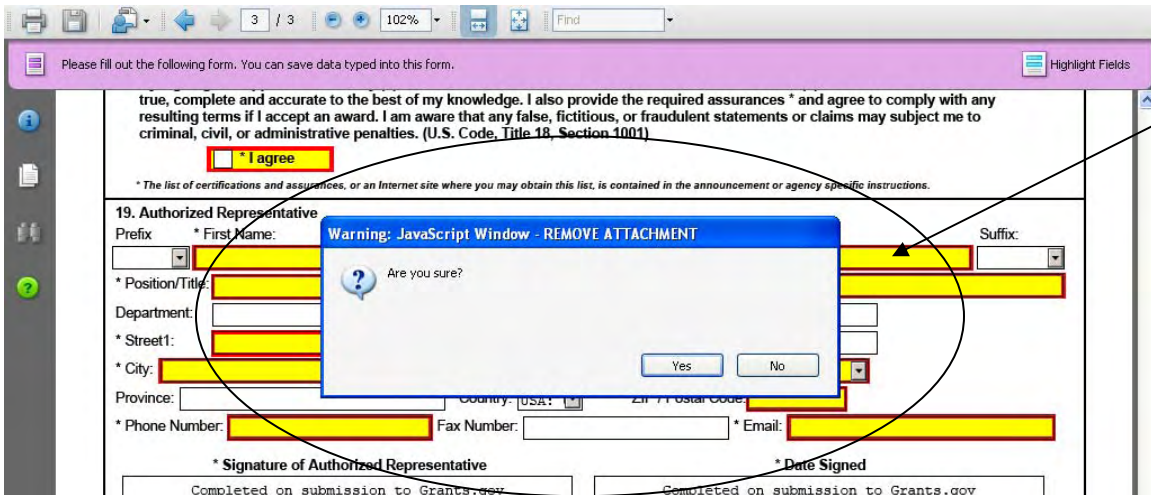 3 / 3 102% Find
Please fill out the following form. You can save data typed into this form. Highlight Fields
true, complete and accurate to the best of my knowledge. I also provide the required assurances * and agree to comply with any
resulting terms if I accept an award. I am aware that any false, fictitious, or fraudulent statements or claims may subject me to
criminal, civil, or administrative penalties. (U.S. Code, Title 18, Section 1001)
* I agree
* The list of certifications and assurances, or an Internet site where you may obtain this list, is contained in the announcement or agency specific instructions.
19. Authorized Representative
Prefix * First Name: Suffix:
Warning: JavaScript Window - REMOVE ATTACHMENT
Are you sure?
Yes No
* Position/Title:
Department:
* Street1:
* City:
Province: Country: USA: ZIP / Postal Code:
* Phone Number: Fax Number: * Email:
* Signature of Authorized Representative * Date Signed
Completed on submission to Grants.gov Completed on submission to Grants.gov